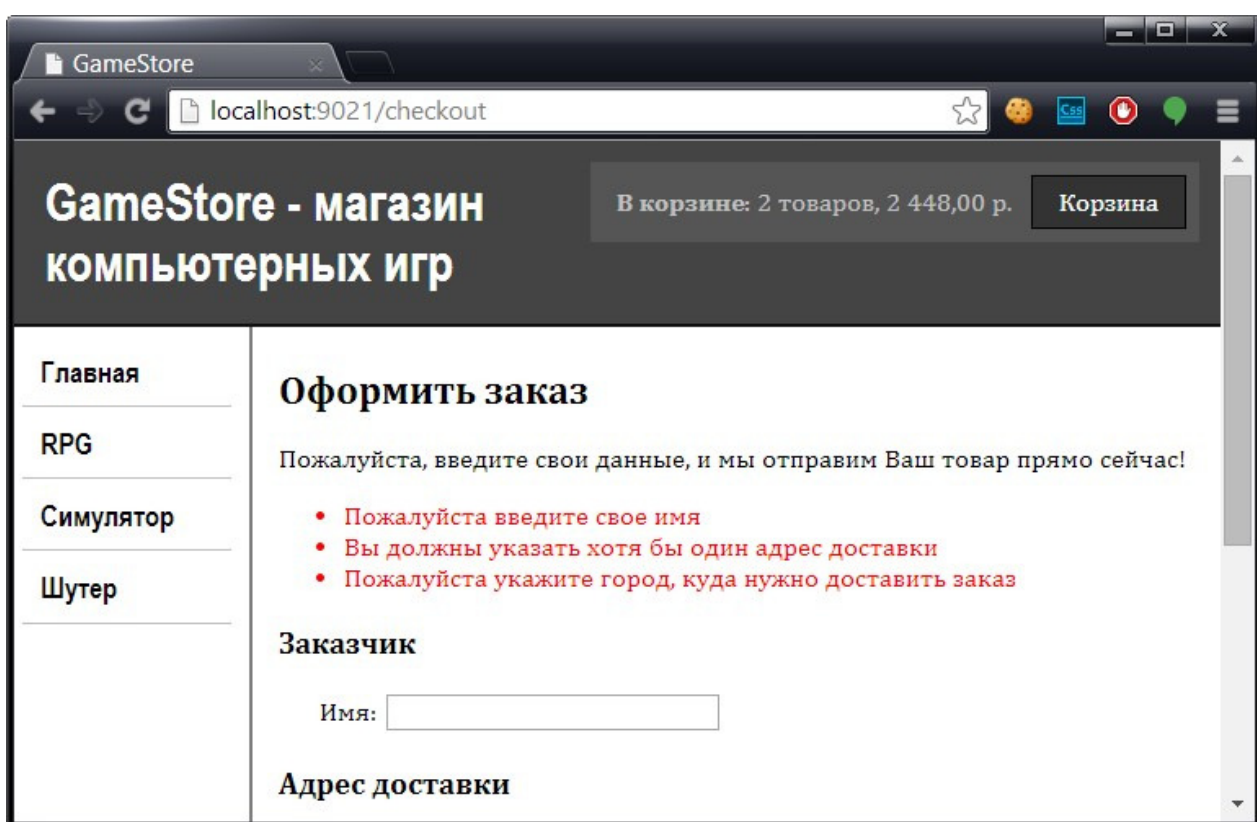 GameStore
localhost:9021/checkout
Css
GameStore - магазин
компьютерных игр
В корзине: 2 товаров, 2 448,00 р.
Корзина
Главная
RPG
Симулятор
Шутер
Оформить заказ
Пожалуйста, введите свои данные, и мы отправим Ваш товар прямо сейчас!
• Пожалуйста введите свое имя
• Вы должны указать хотя бы один адрес доставки
• Пожалуйста укажите город, куда нужно доставить заказ
Заказчик
Имя:
Адрес доставки